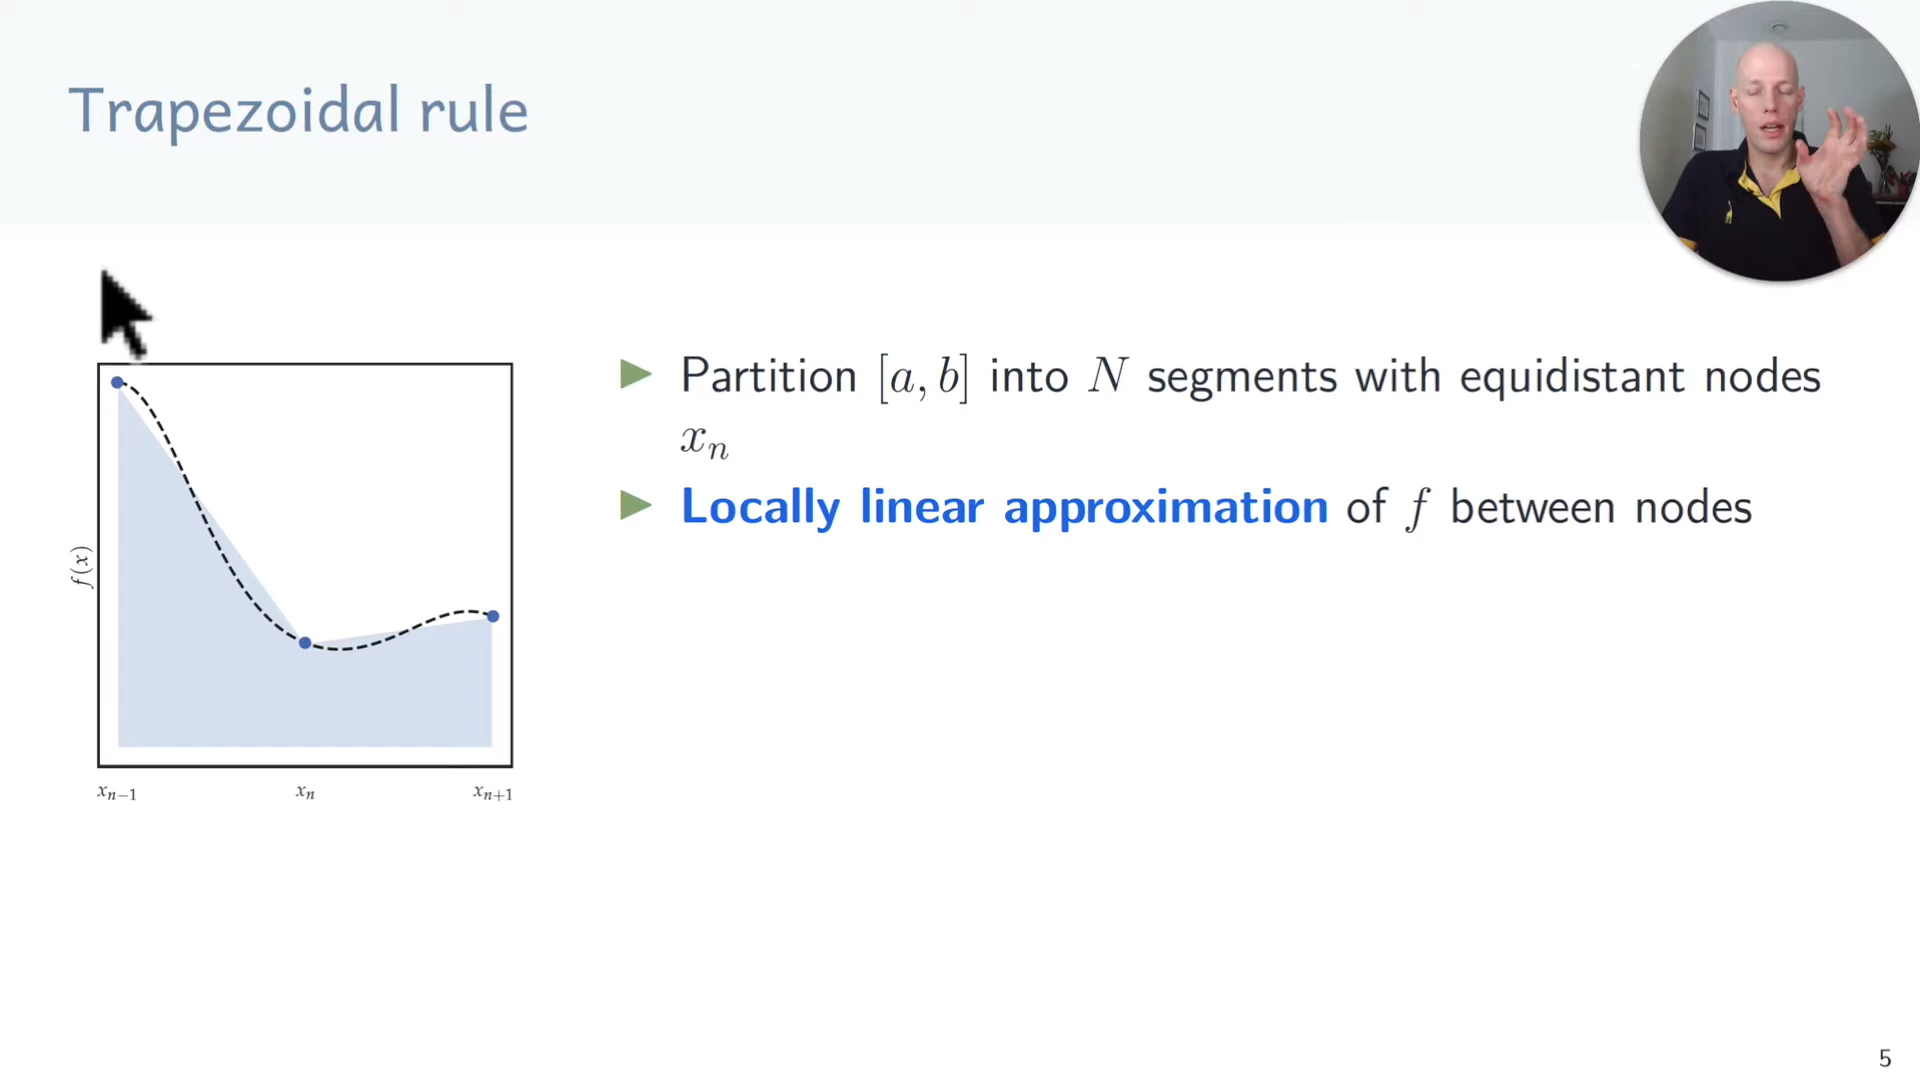 Trapezoidal rule
f(x)
x_{n−1} x_n x_{n+1}
▶ Partition [a, b] into N segments with equidistant nodes
x_n
▶ Locally linear approximation of f between nodes
5